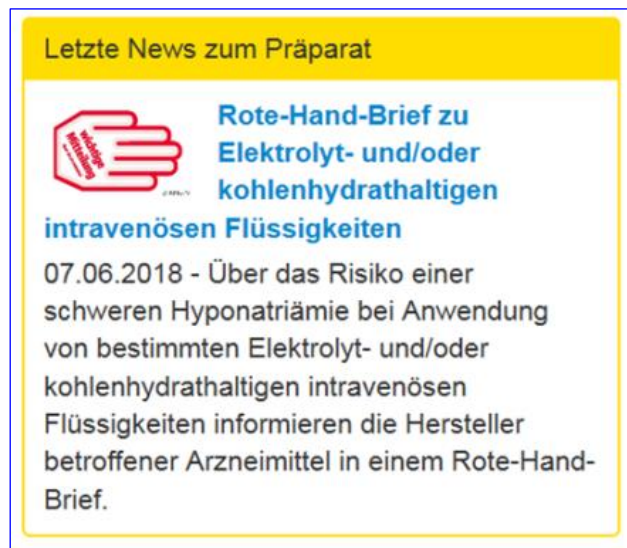 Letzte News zum Präparat
wichtige
Mitteilung
Rote-Hand-Brief zu
Elektrolyt- und/oder
kohlenhydrathaltigen
intravenösen Flüssigkeiten
07.06.2018 - Über das Risiko einer
schweren Hyponatriämie bei Anwendung
von bestimmten Elektrolyt- und/oder
kohlenhydrathaltigen intravenösen
Flüssigkeiten informieren die Hersteller
betroffener Arzneimittel in einem Rote-Hand-
Brief.